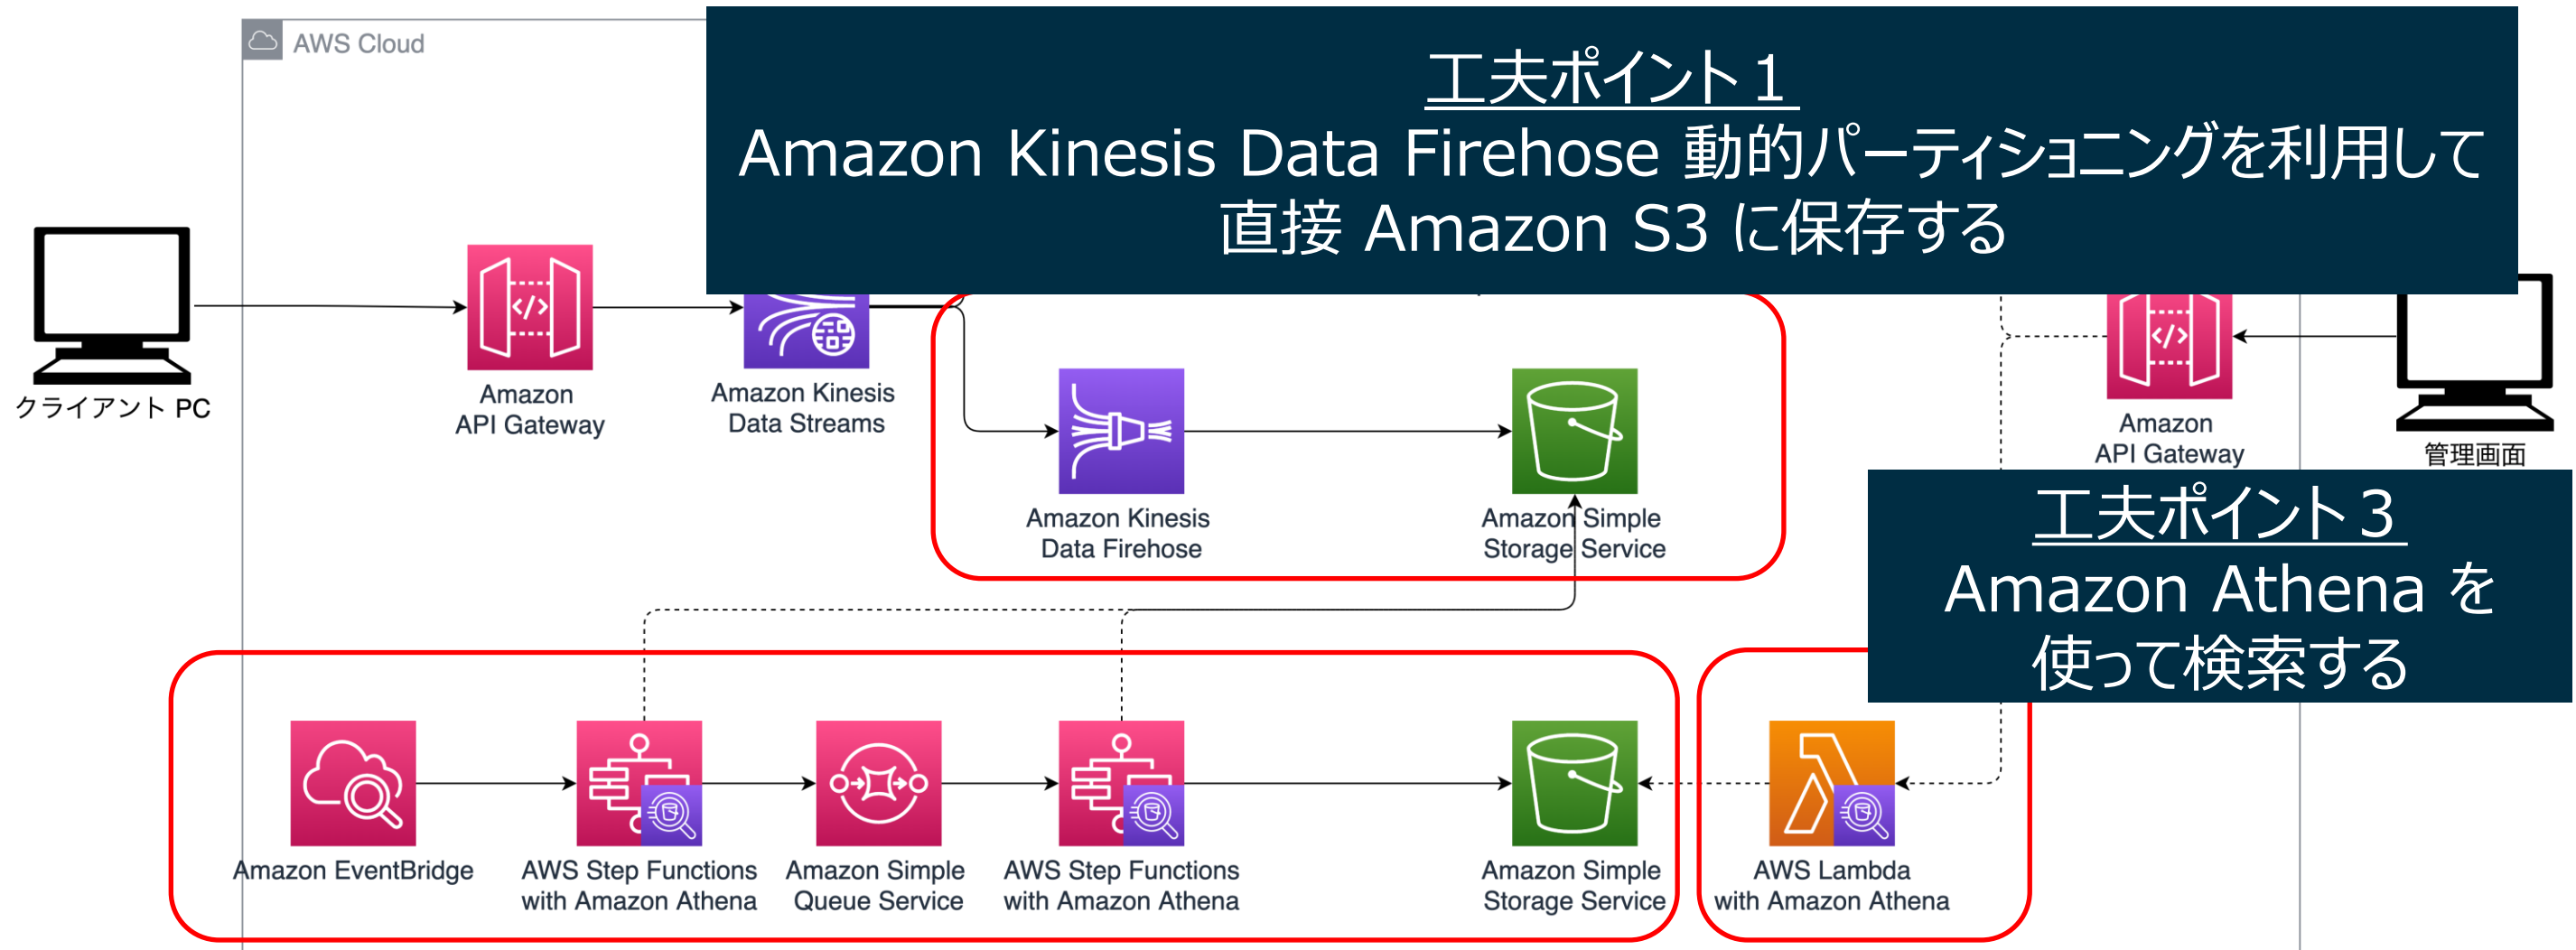 AWS Cloud
工夫ポイント１
Amazon Kinesis Data Firehose 動的パーティショニングを利用して
直接 Amazon S3 に保存する
クライアント PC
Amazon
API Gateway
Amazon Kinesis
Data Streams
Amazon Kinesis
Data Firehose
Amazon Simple
Storage Service
Amazon
API Gateway
管理画面
工夫ポイント３
Amazon Athena を
使って検索する
Amazon EventBridge
AWS Step Functions
with Amazon Athena
Amazon Simple
Queue Service
AWS Step Functions
with Amazon Athena
Amazon Simple
Storage Service
AWS Lambda
with Amazon Athena